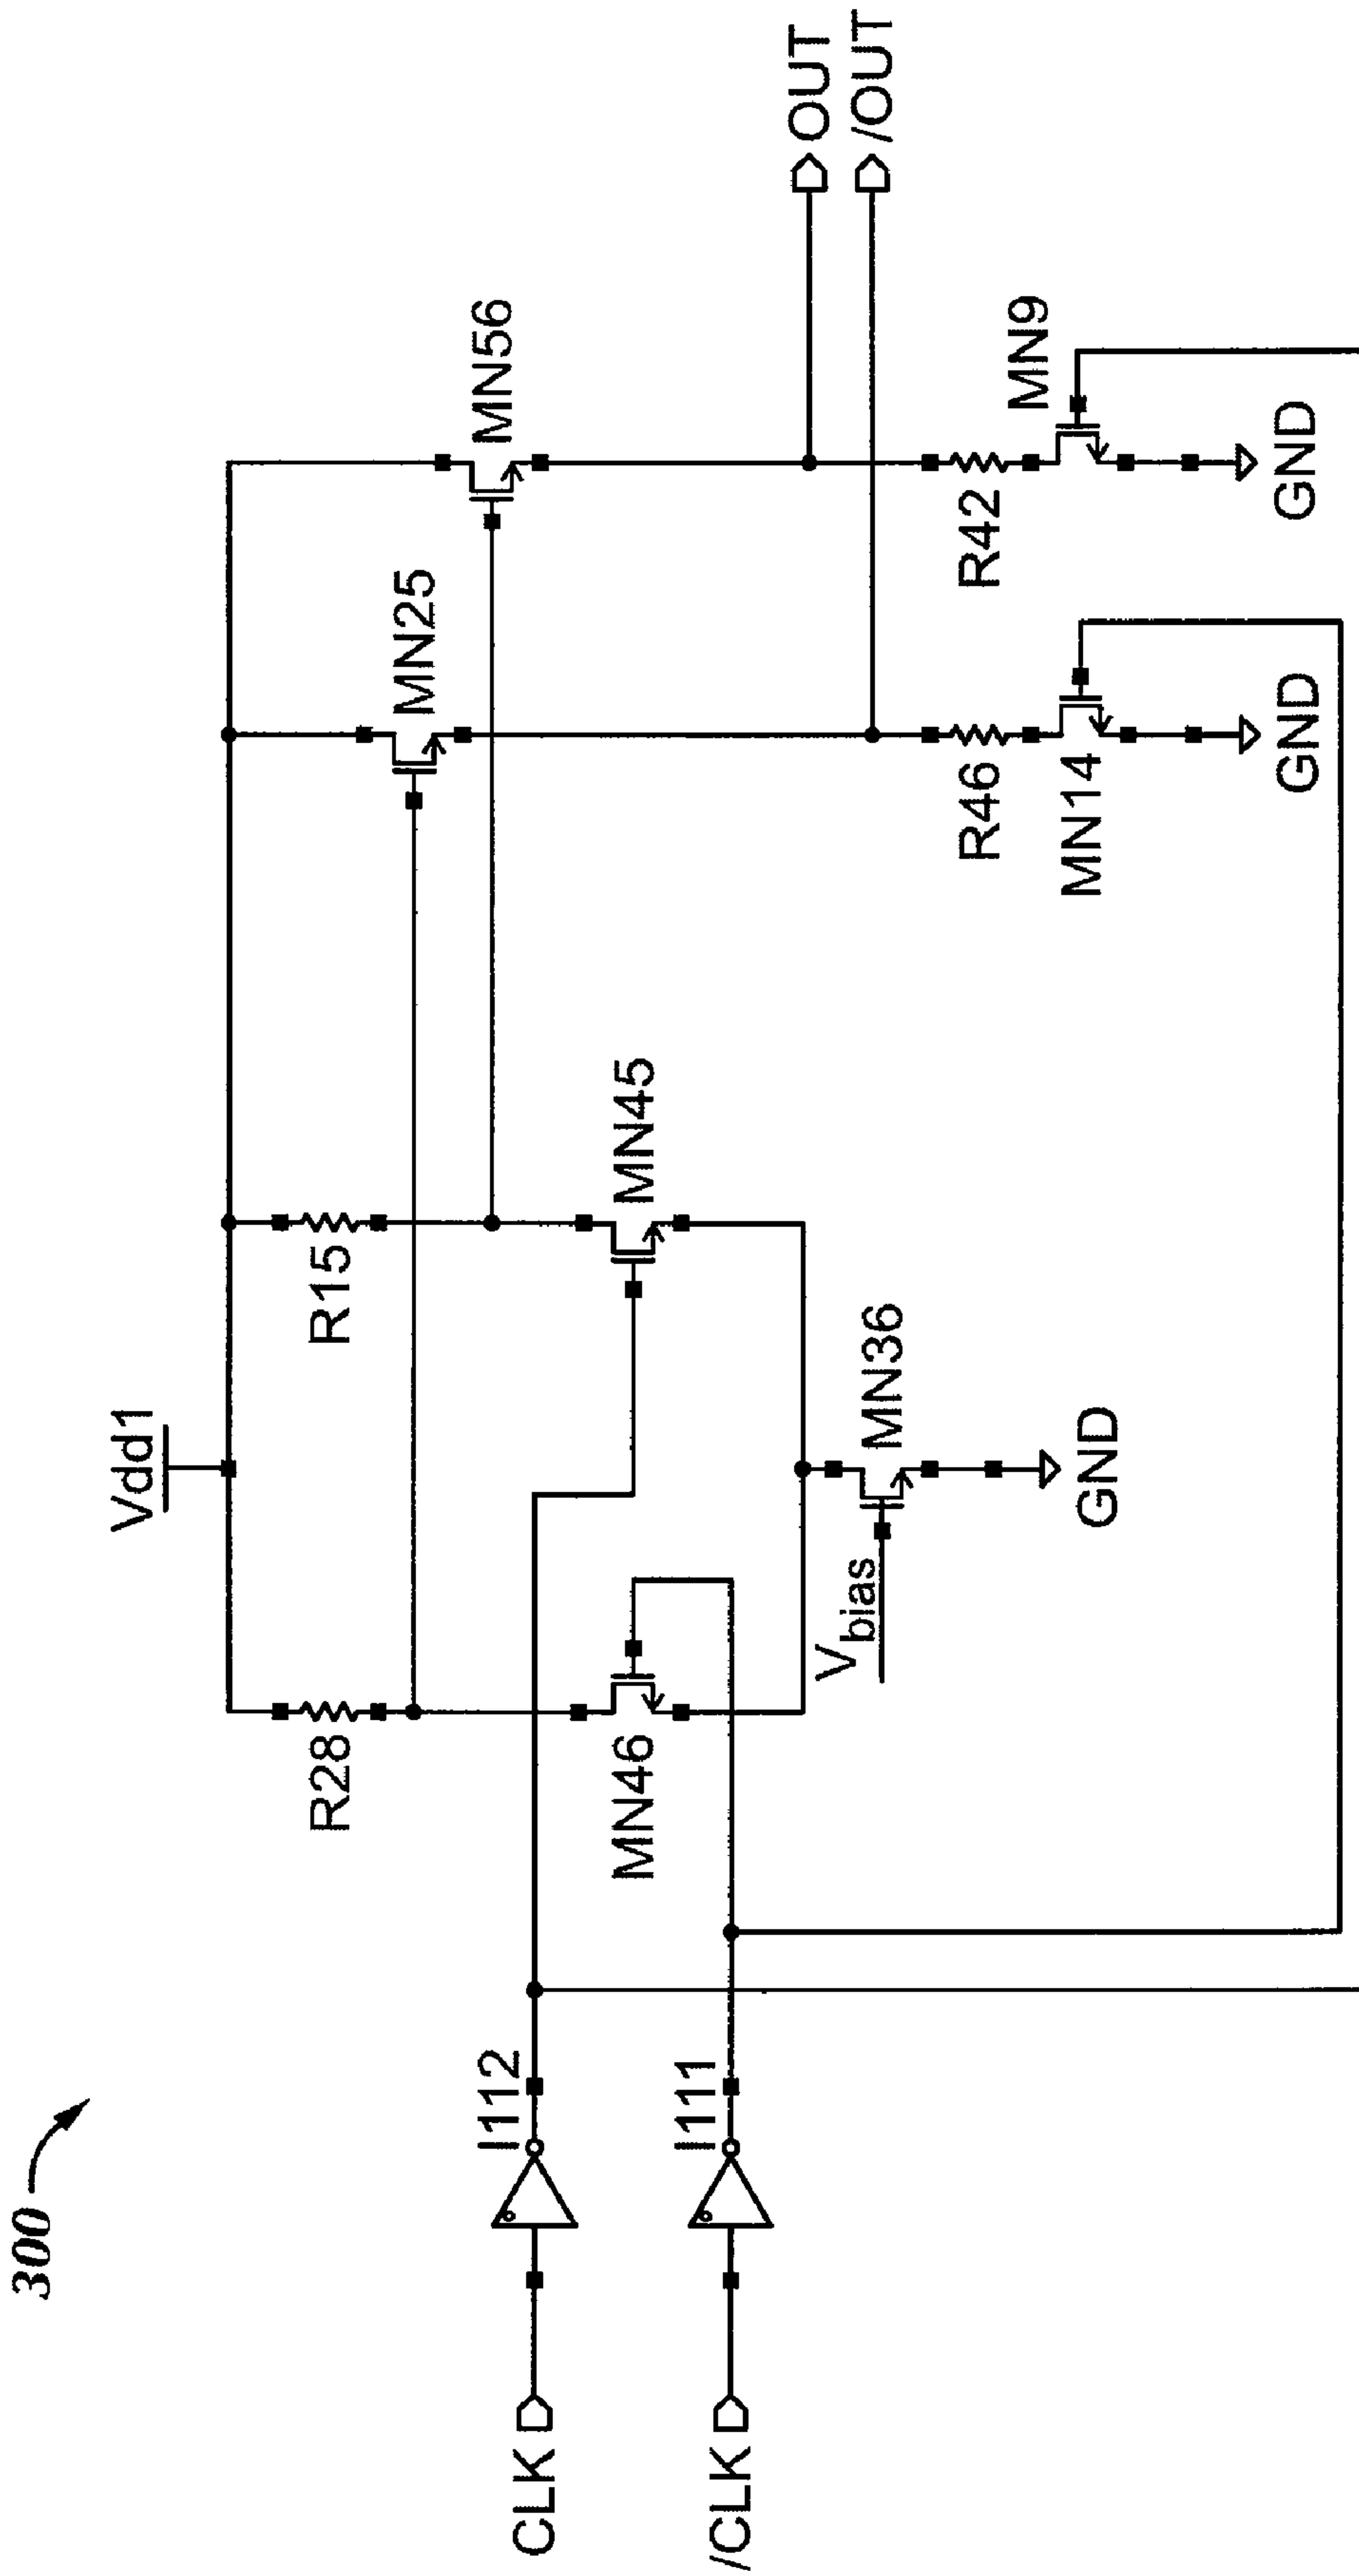 300
Vdd1
R28
R15
MN25
MN56
CLK
I112
MN46
MN45
/CLK
I111
OUT
/OUT
Vbias
MN36
R46
R42
MN14
MN9
GND
GND
GND